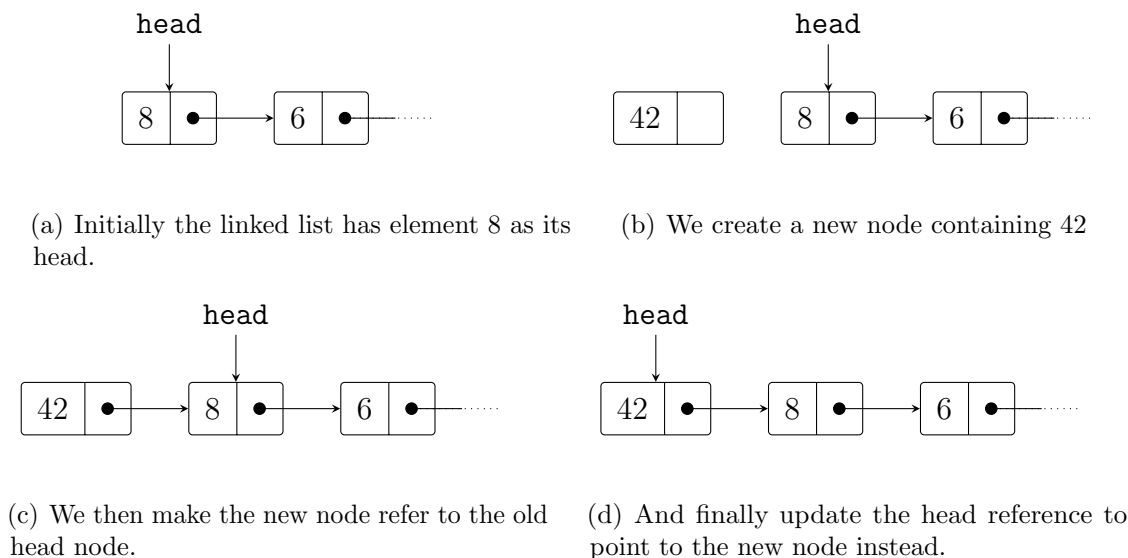 head
head
8
6
42
8
6
(a) Initially the linked list has element 8 as its
head.
(b) We create a new node containing 42
head
head
42
8
6
42
8
6
(c) We then make the new node refer to the old
head node.
(d) And finally update the head reference to
point to the new node instead.